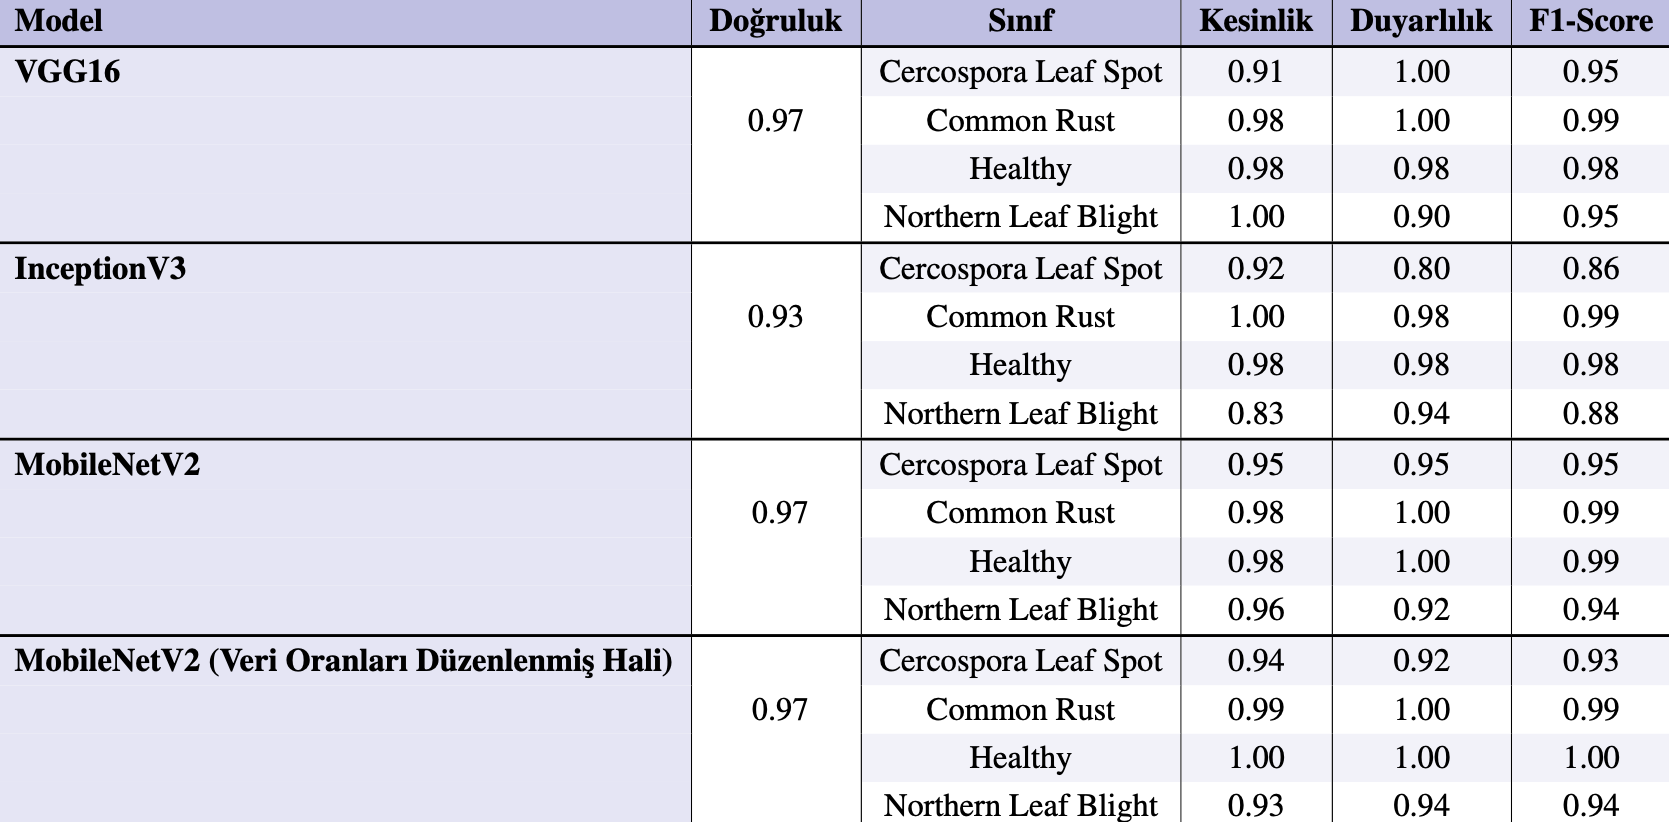 Model Doğruluk Sınıf Kesinlik Duyarlılık F1-Score
VGG16 Cercospora Leaf Spot 0.91 1.00 0.95
0.97 Common Rust 0.98 1.00 0.99
Healthy 0.98 0.98 0.98
Northern Leaf Blight 1.00 0.90 0.95
InceptionV3 Cercospora Leaf Spot 0.92 0.80 0.86
0.93 Common Rust 1.00 0.98 0.99
Healthy 0.98 0.98 0.98
Northern Leaf Blight 0.83 0.94 0.88
MobileNetV2 Cercospora Leaf Spot 0.95 0.95 0.95
0.97 Common Rust 0.98 1.00 0.99
Healthy 0.98 1.00 0.99
Northern Leaf Blight 0.96 0.92 0.94
MobileNetV2 (Veri Oranları Düzenlenmiş Hali) Cercospora Leaf Spot 0.94 0.92 0.93
0.97 Common Rust 0.99 1.00 0.99
Healthy 1.00 1.00 1.00
Northern Leaf Blight 0.93 0.94 0.94